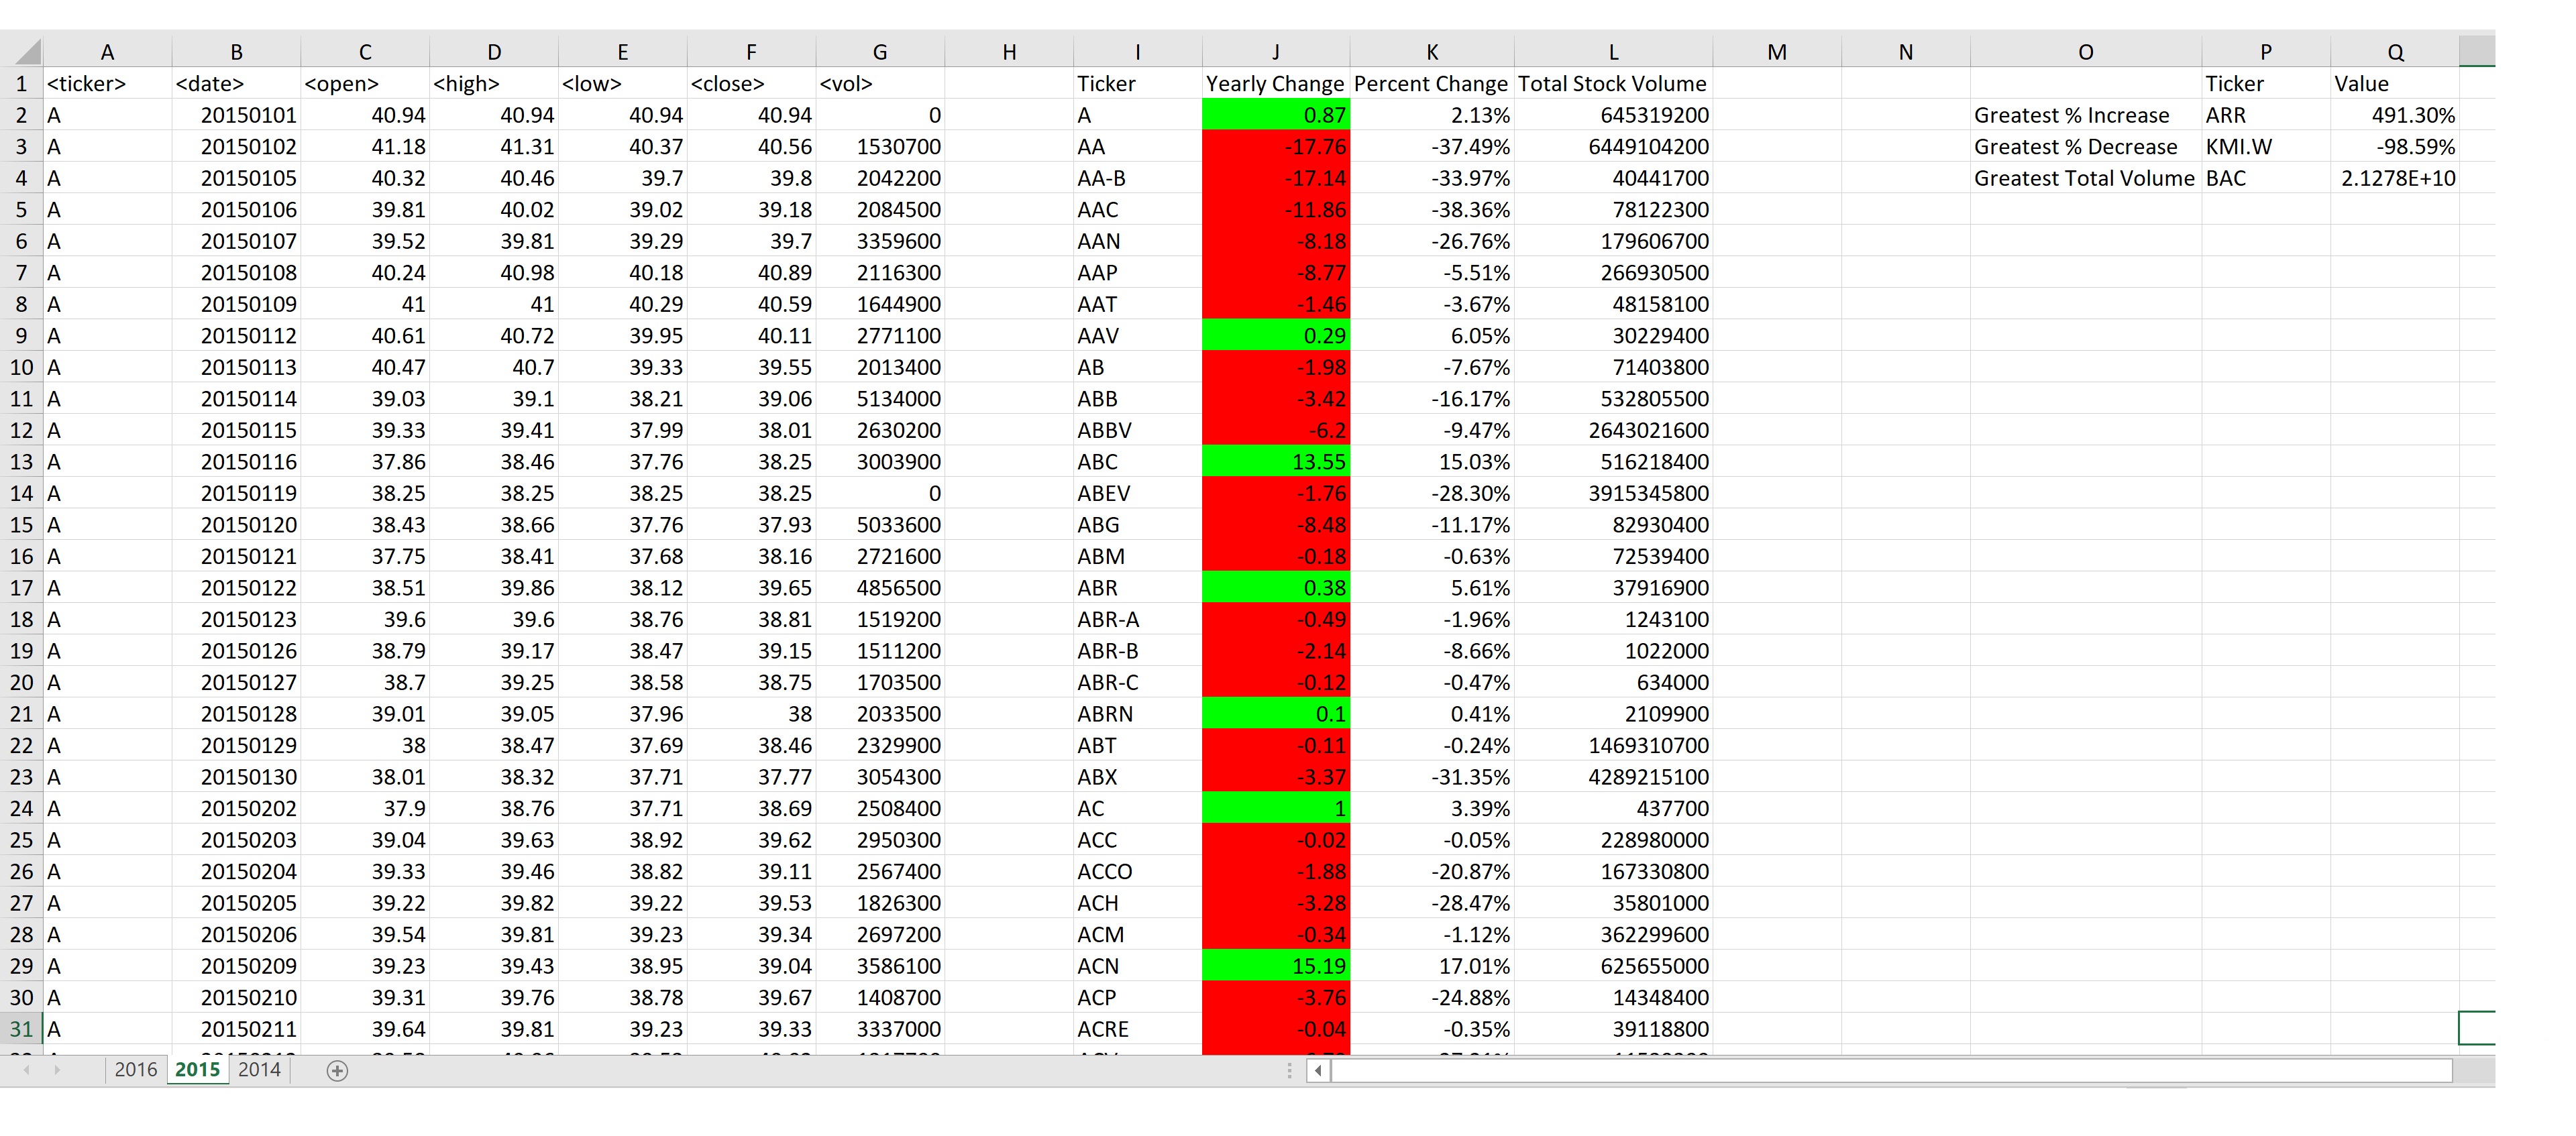 A B C D E F G H I J K L M N O P Q
1 <ticker> <date> <open> <high> <low> <close> <vol> Ticker Yearly Change Percent Change Total Stock Volume Ticker Value
2 A 20150101 40.94 40.94 40.94 40.94 0 A 0.87 2.13% 645319200 Greatest % Increase ARR 491.30%
3 A 20150102 41.18 41.31 40.37 40.56 1530700 AA -17.76 -37.49% 6449104200 Greatest % Decrease KMI.W -98.59%
4 A 20150105 40.32 40.46 39.7 39.8 2042200 AA-B -17.14 -33.97% 40441700 Greatest Total Volume BAC 2.1278E+10
5 A 20150106 39.81 40.02 39.02 39.18 2084500 AAC -11.86 -38.36% 78122300
6 A 20150107 39.52 39.81 39.29 39.7 3359600 AAN -8.18 -26.76% 179606700
7 A 20150108 40.24 40.98 40.18 40.89 2116300 AAP -8.77 -5.51% 266930500
8 A 20150109 41 41 40.29 40.59 1644900 AAT -1.46 -3.67% 48158100
9 A 20150112 40.61 40.72 39.95 40.11 2771100 AAV 0.29 6.05% 30229400
10 A 20150113 40.47 40.7 39.33 39.55 2013400 AB -1.98 -7.67% 71403800
11 A 20150114 39.03 39.1 38.21 39.06 5134000 ABB -3.42 -16.17% 532805500
12 A 20150115 39.33 39.41 37.99 38.01 2630200 ABBV -6.2 -9.47% 2643021600
13 A 20150116 37.86 38.46 37.76 38.25 3003900 ABC 13.55 15.03% 516218400
14 A 20150119 38.25 38.25 38.25 38.25 0 ABEV -1.76 -28.30% 3915345800
15 A 20150120 38.43 38.66 37.76 37.93 5033600 ABG -8.48 -11.17% 82930400
16 A 20150121 37.75 38.41 37.68 38.16 2721600 ABM -0.18 -0.63% 72539400
17 A 20150122 38.51 39.86 38.12 39.65 4856500 ABR 0.38 5.61% 37916900
18 A 20150123 39.6 39.6 38.76 38.81 1519200 ABR-A -0.49 -1.96% 1243100
19 A 20150126 38.79 39.17 38.47 39.15 1511200 ABR-B -2.14 -8.66% 1022000
20 A 20150127 38.7 39.25 38.58 38.75 1703500 ABR-C -0.12 -0.47% 634000
21 A 20150128 39.01 39.05 37.96 38 2033500 ABRN 0.1 0.41% 2109900
22 A 20150129 38 38.47 37.69 38.46 2329900 ABT -0.11 -0.24% 1469310700
23 A 20150130 38.01 38.32 37.71 37.77 3054300 ABX -3.37 -31.35% 4289215100
24 A 20150202 37.9 38.76 37.71 38.69 2508400 AC 1 3.39% 437700
25 A 20150203 39.04 39.63 38.92 39.62 2950300 ACC -0.02 -0.05% 228980000
26 A 20150204 39.33 39.46 38.82 39.11 2567400 ACCO -1.88 -20.87% 167330800
27 A 20150205 39.22 39.82 39.22 39.53 1826300 ACH -3.28 -28.47% 35801000
28 A 20150206 39.54 39.81 39.23 39.34 2697200 ACM -0.34 -1.12% 362299600
29 A 20150209 39.23 39.43 38.95 39.04 3586100 ACN 15.19 17.01% 625655000
30 A 20150210 39.31 39.76 38.78 39.67 1408700 ACP -3.76 -24.88% 14348400
31 A 20150211 39.64 39.81 39.23 39.33 3337000 ACRE -0.04 -0.35% 39118800
2016 2015 2014